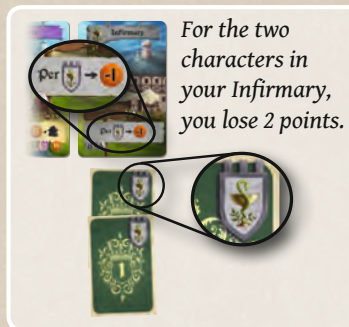 For the two
characters in
your Infirmary,
you lose 2 points.
Infirmary
Per → -1
Per → -1
1